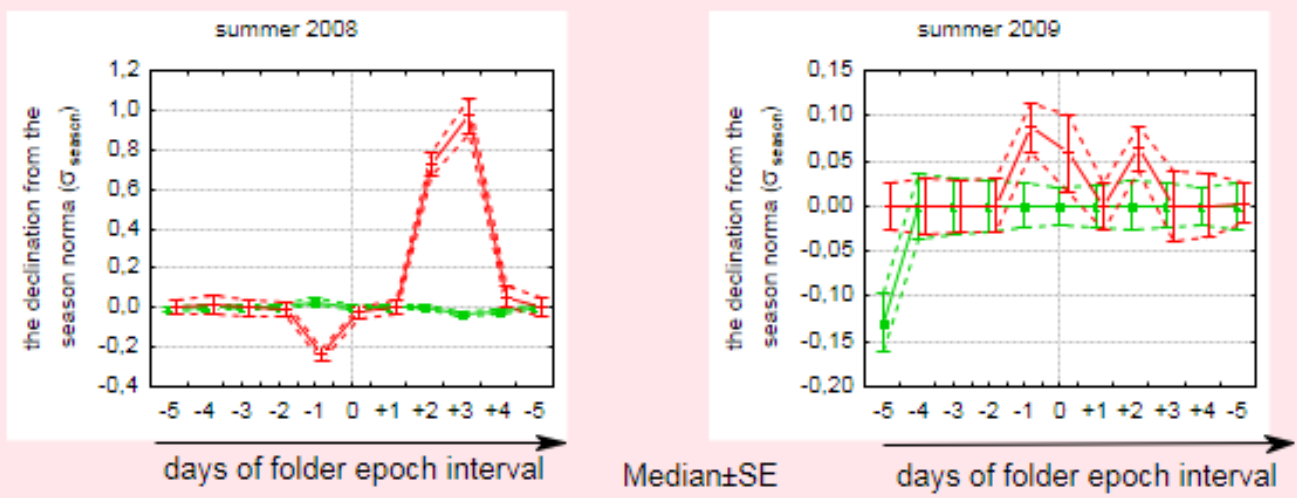 summer 2008
the declination from the
season norma (σ season)
1,2
1,0
0,8
0,6
0,4
0,2
0,0
-0,2
-0,4
-5 -4 -3 -2 -1 0 +1 +2 +3 +4 -5
days of folder epoch interval
Median±SE
summer 2009
the declination from the
season norma (σ season)
0,15
0,10
0,05
0,00
-0,05
-0,10
-0,15
-0,20
-5 -4 -3 -2 -1 0 +1 +2 +3 +4 -5
days of folder epoch interval